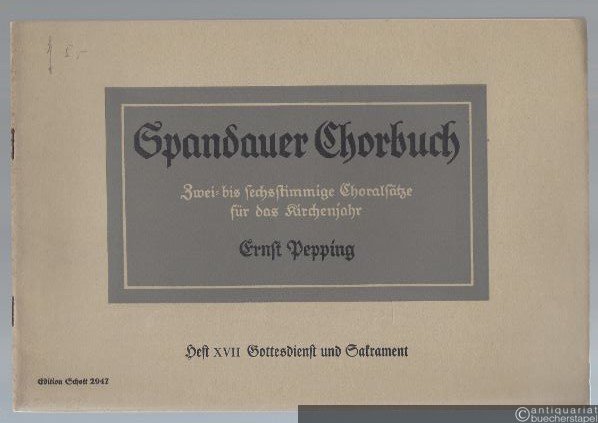 Spandauer Chorbuch
Zwei- bis sechsstimmige Choralsätze
für das Kirchenjahr
Ernst Pepping
Heft XVII Gottesdienst und Sakrament
Edition Schott 2947
©antiquariat
buecherstapel